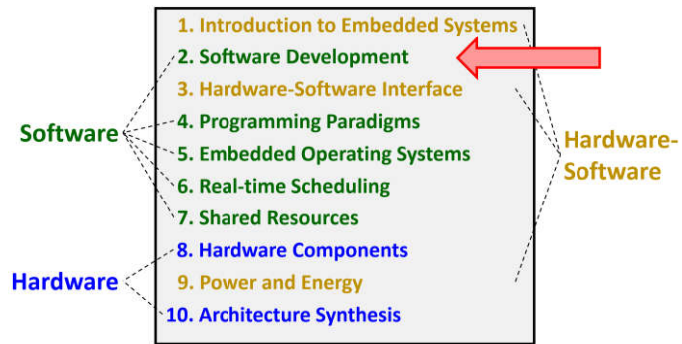 1. Introduction to Embedded Systems
2. Software Development
3. Hardware-Software Interface
4. Programming Paradigms
Software
5. Embedded Operating Systems
Hardware-
Software
6. Real-time Scheduling
7. Shared Resources
8. Hardware Components
Hardware
9. Power and Energy
10. Architecture Synthesis